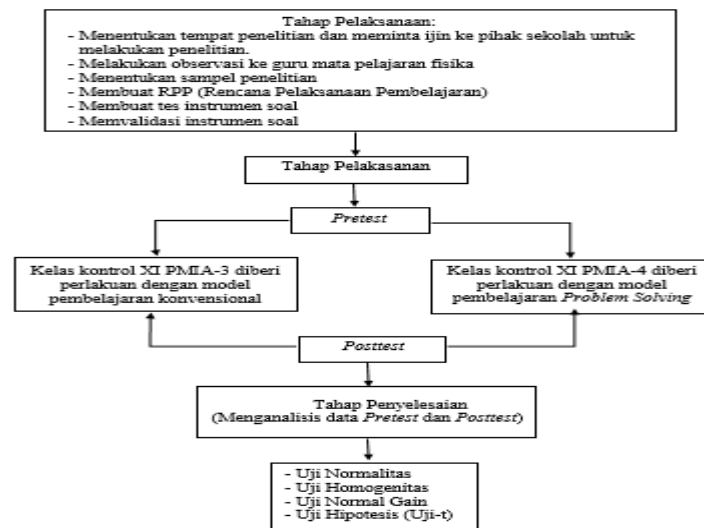 Tahap Pelaksanaan:
- Menentukan tempat penelitian dan meminta ijin ke pihak sekolah untuk
melakukan penelitian.
- Melakukan observasi ke guru mata pelajaran fisika
- Menentukan sampel penelitian
- Membuat RPP (Rencana Pelaksanaan Pembelajaran)
- Membuat tes instrumen soal
- Memvalidasi instrumen soal
Tahap Pelakasanan
Pretest
Kelas kontrol XI PMIA-3 diberi
perlakuan dengan model
pembelajaran konvensional
Kelas kontrol XI PMIA-4 diberi
perlakuan dengan model
pembelajaran Problem Solving
Posttest
Tahap Penyelesaian
(Menganalisis data Pretest dan Posttest)
- Uji Normalitas
- Uji Homogenitas
- Uji Normal Gain
- Uji Hipotesis (Uji-t)